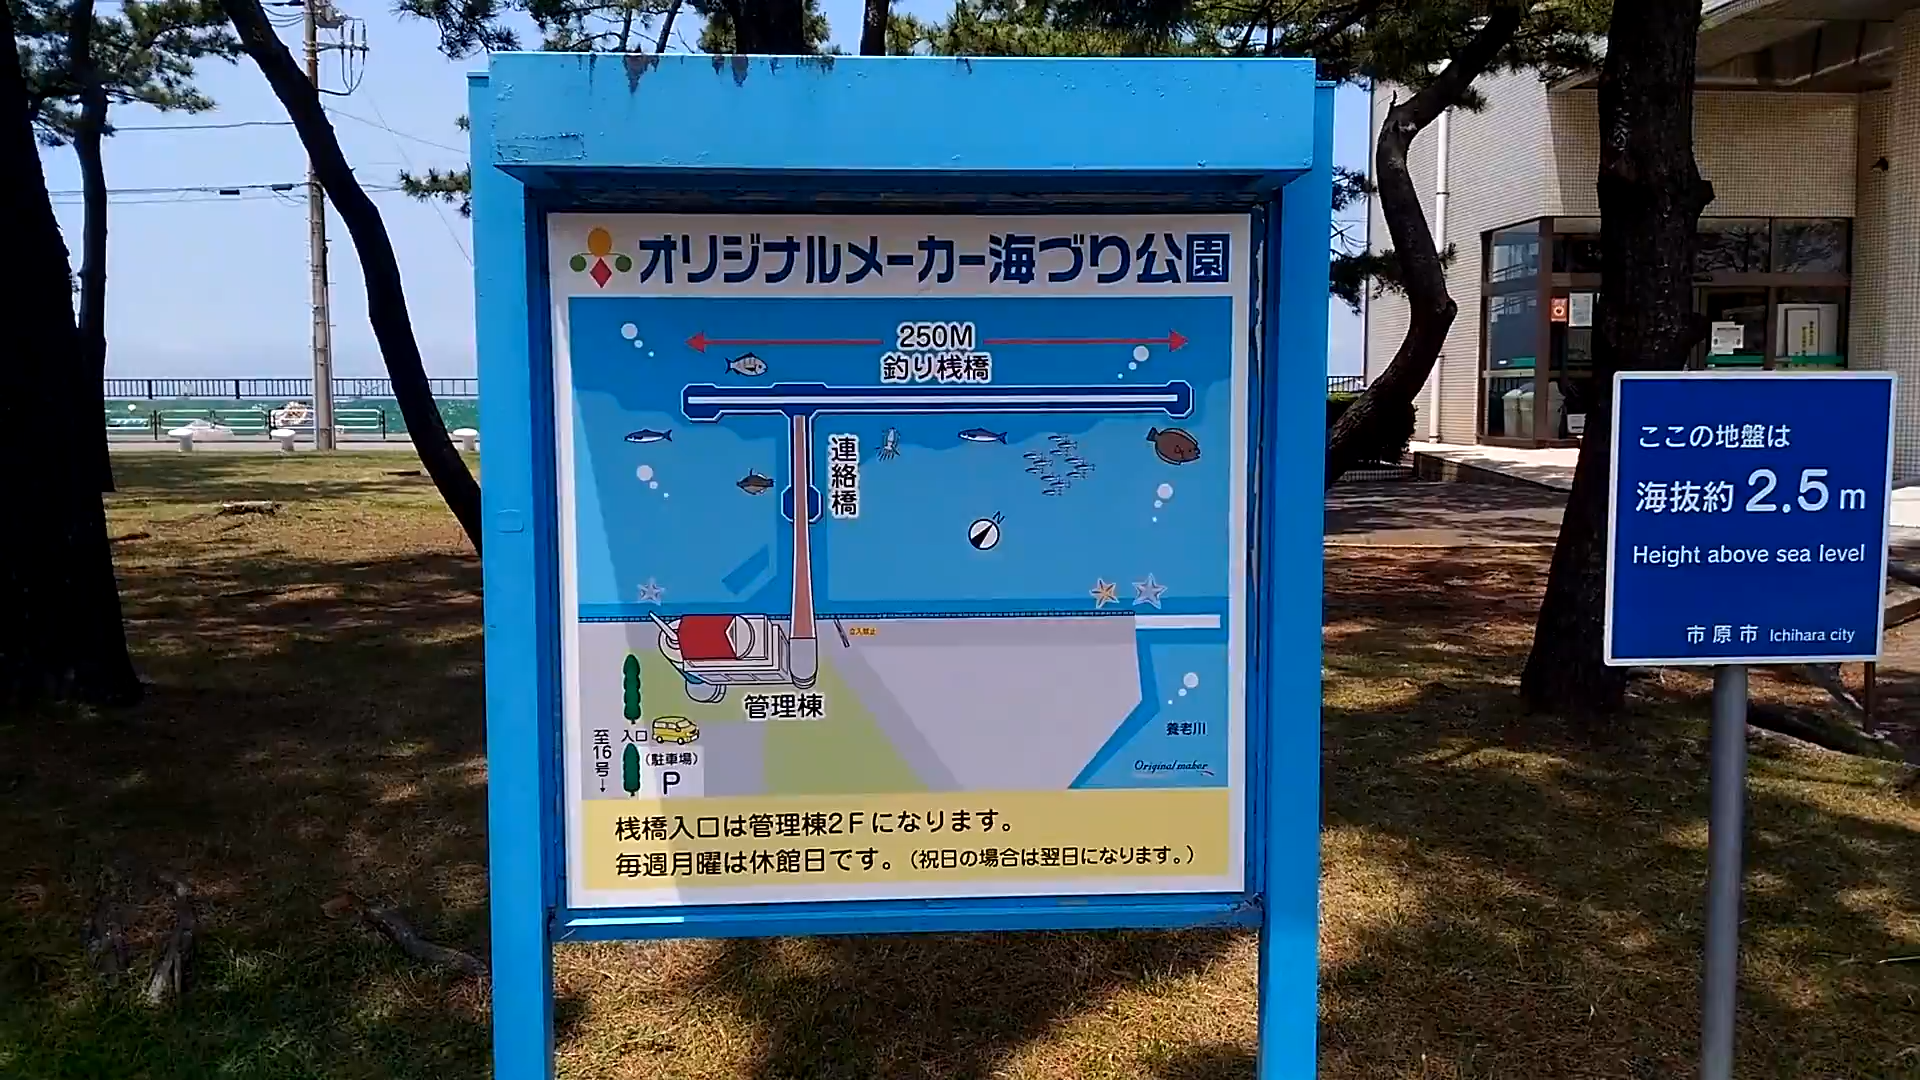 オリジナルメーカー海づり公園
250M
釣り桟橋
連絡橋
N
立入禁止
管理棟
入口
至16号→
(駐車場)
P
養老川
Original maker
桟橋入口は管理棟2Fになります。
毎週月曜は休館日です。(祝日の場合は翌日になります。)
ここの地盤は
海抜約 2.5m
Height above sea level
市原市 Ichihara city